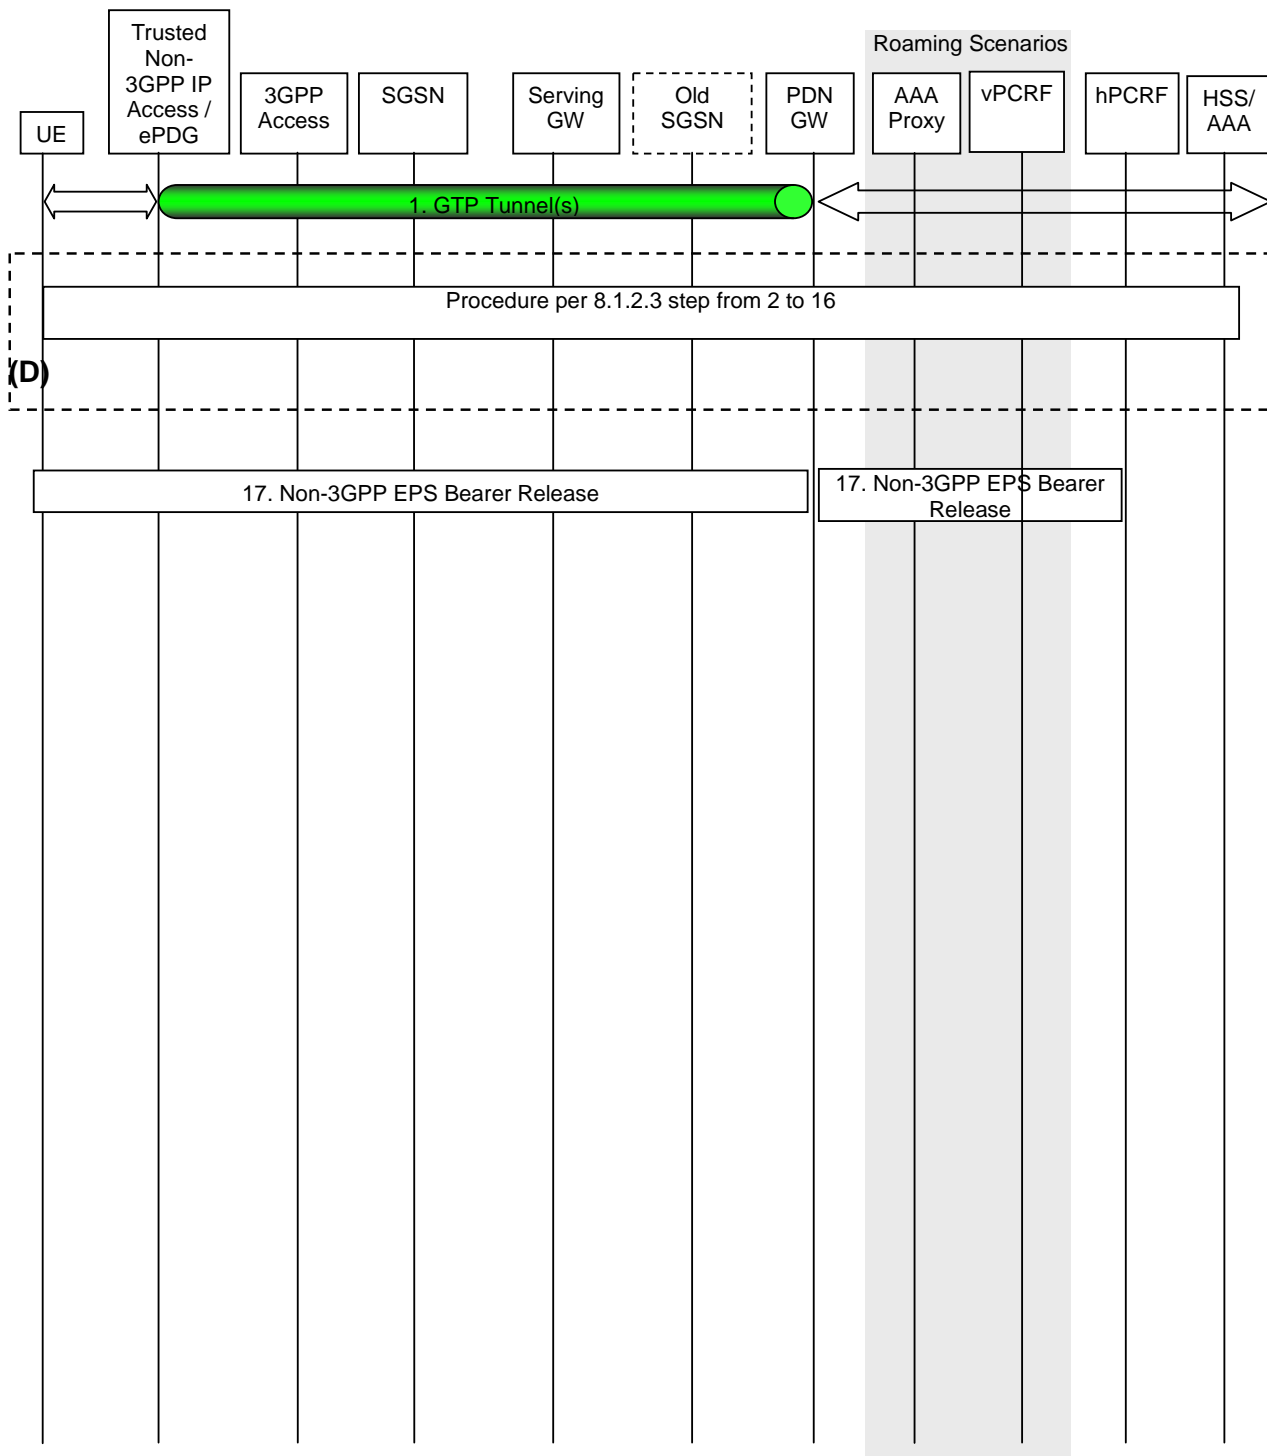 Roaming Scenarios
UE
Trusted
Non-
3GPP IP
Access /
ePDG
3GPP
Access
SGSN
Serving
GW
Old
SGSN
PDN
GW
AAA
Proxy
vPCRF
hPCRF
HSS/
AAA
1. GTP Tunnel(s)
Procedure per 8.1.2.3 step from 2 to 16
(D)
17. Non-3GPP EPS Bearer Release
17. Non-3GPP EPS Bearer
Release